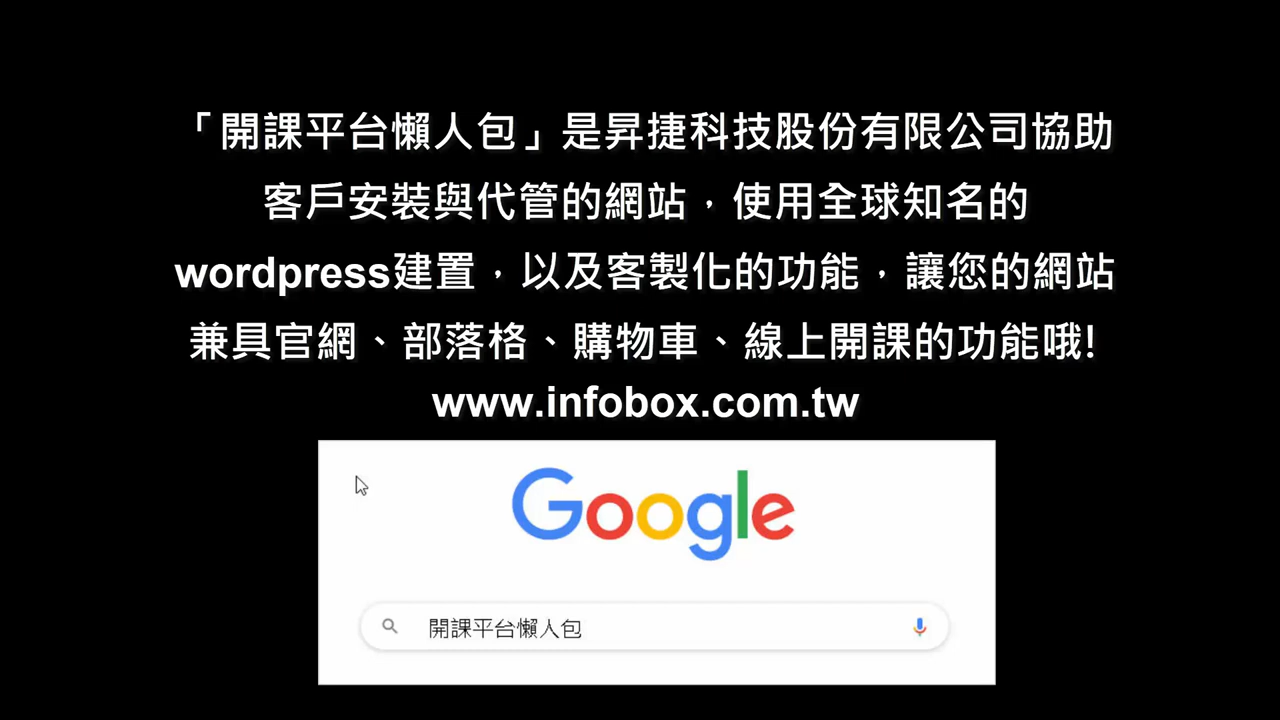 「開課平台懶人包」是昇捷科技股份有限公司協助
客戶安裝與代管的網站，使用全球知名的
wordpress建置，以及客製化的功能，讓您的網站
兼具官網、部落格、購物車、線上開課的功能哦!
www.infobox.com.tw
Google
開課平台懶人包